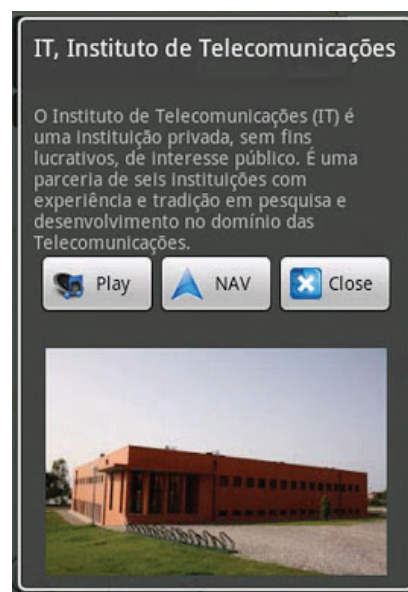 IT, Instituto de Telecomunicações
O Instituto de Telecomunicações (IT) é
uma instituição privada, sem fins
lucrativos, de interesse público. É uma
parceria de seis instituições com
experiência e tradição em pesquisa e
desenvolvimento no domínio das
Telecomunicações.
Play NAV Close